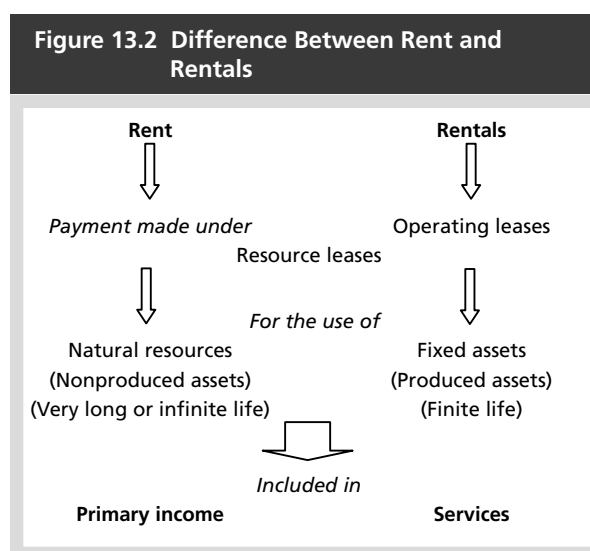 Figure 13.2 Difference Between Rent and
Rentals
Rent Rentals
Payment made under Operating leases
Resource leases
For the use of
Natural resources Fixed assets
(Nonproduced assets) (Produced assets)
(Very long or infinite life) (Finite life)
Included in
Primary income Services